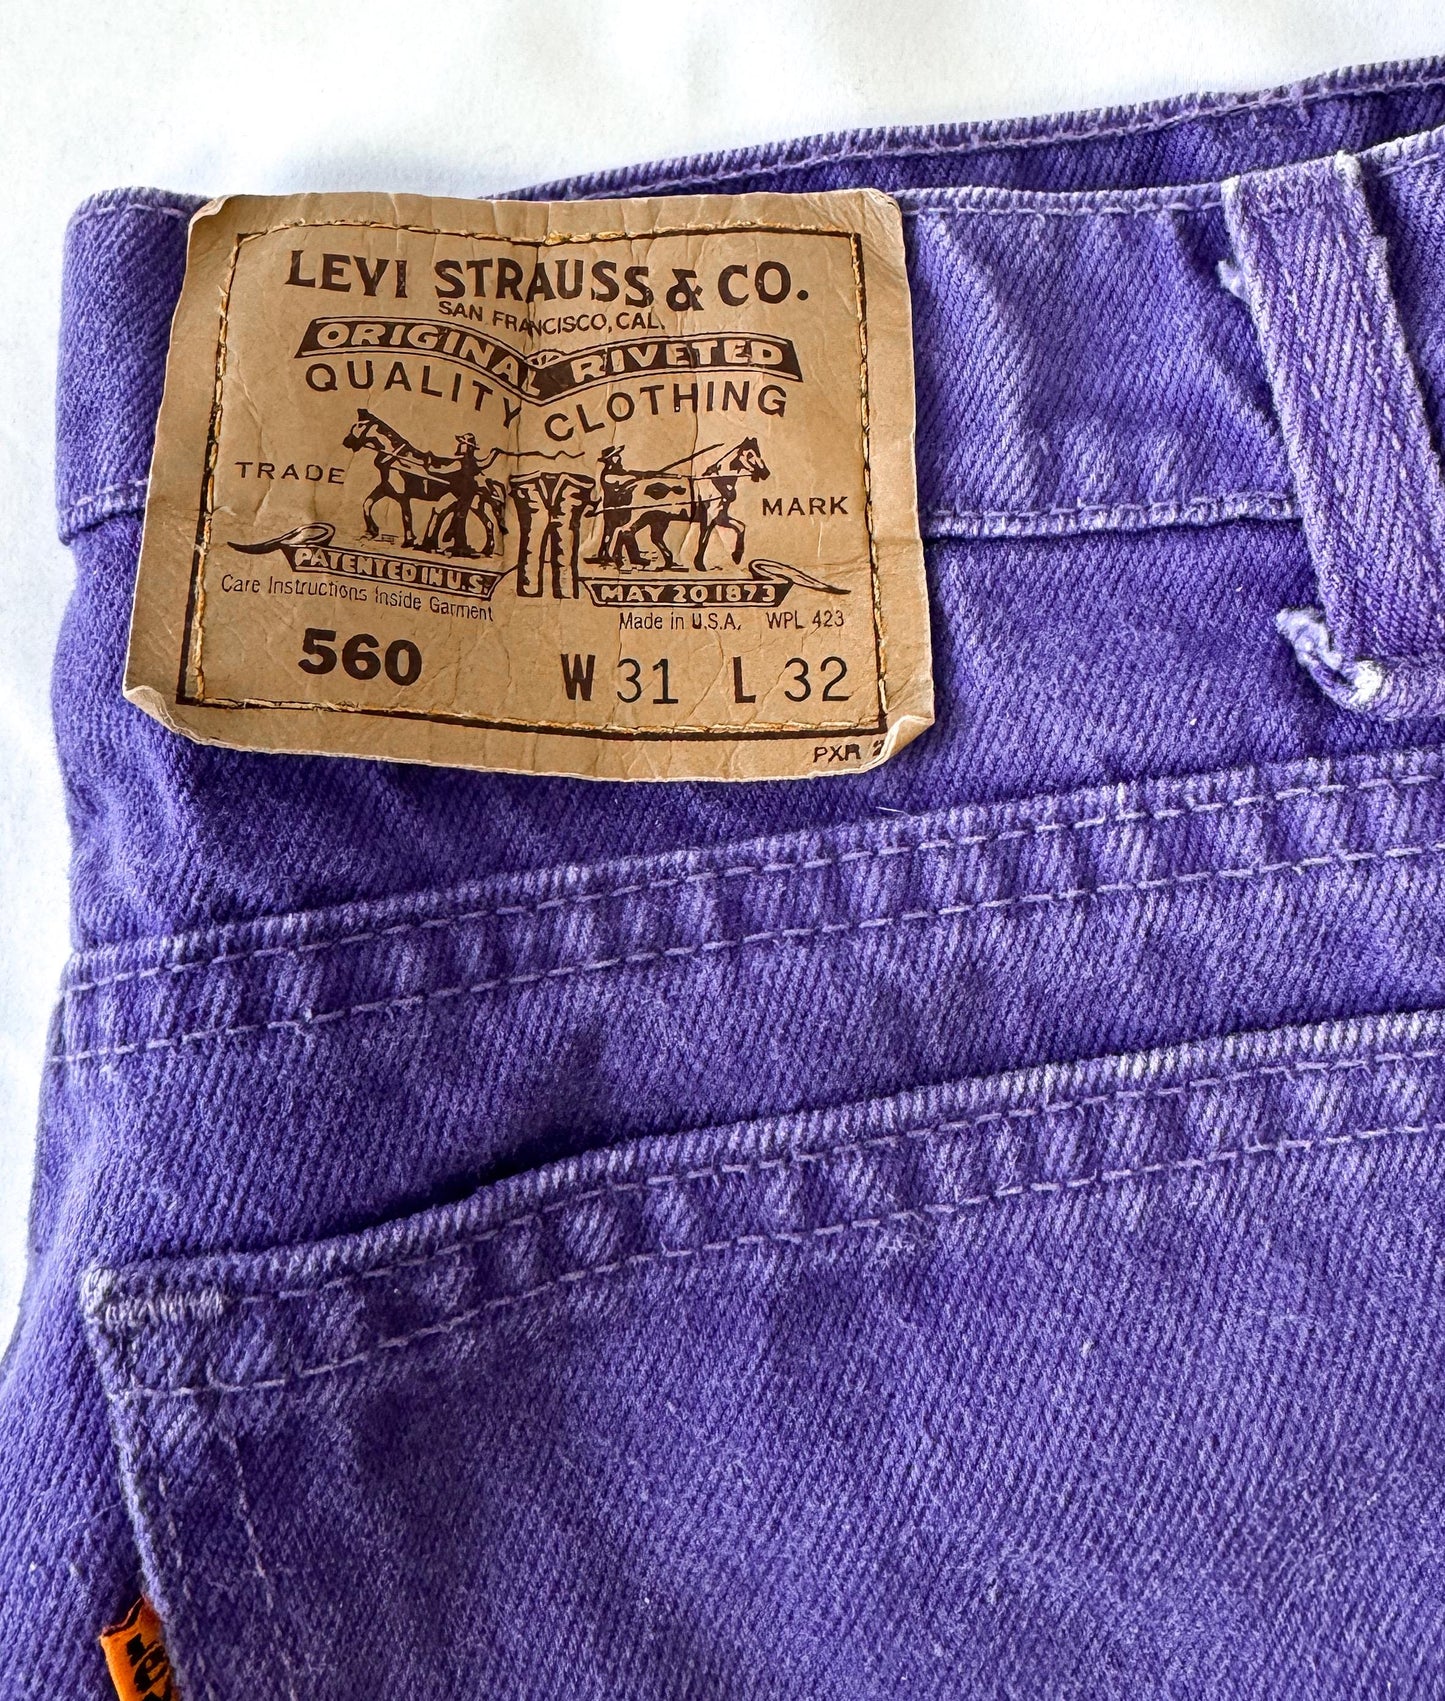 LEVI STRAUSS & CO.
SAN FRANCISCO, CAL.
ORIGINAL RIVETED
QUALITY CLOTHING
TRADE MARK
PATENTED IN U.S. MAY 20 1873
Care Instructions Inside Garment
Made in U.S.A. WPL 423
560 W 31 L 32
PXR